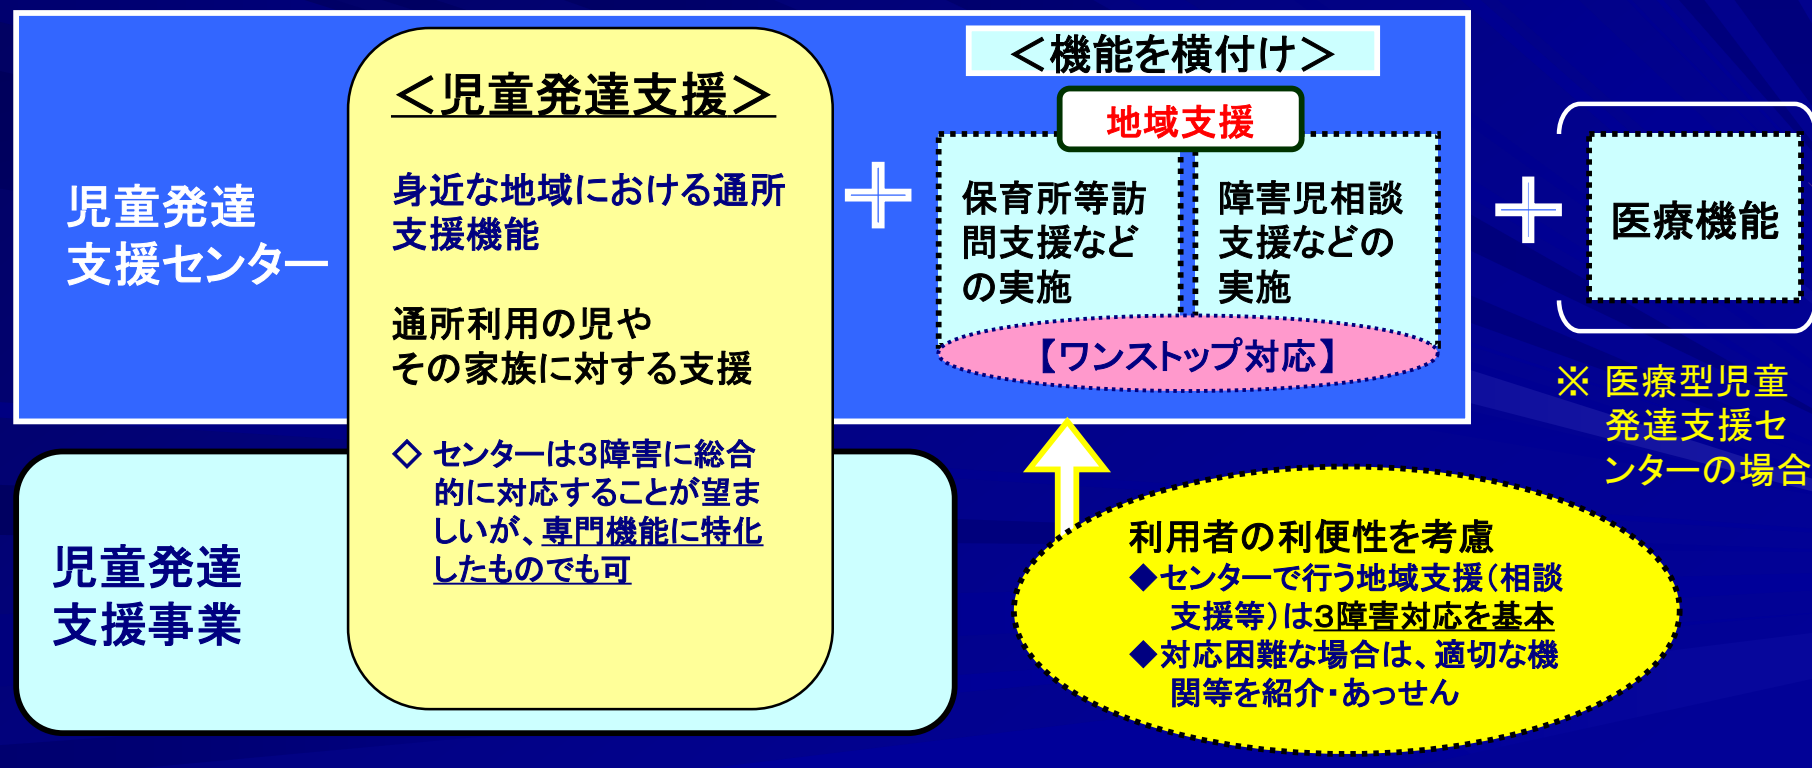 児童発達
支援センター
＜児童発達支援＞
身近な地域における通所
支援機能
通所利用の児や
その家族に対する支援
◇ センターは３障害に総合
的に対応することが望ま
しいが、専門機能に特化
したものでも可
＋
＜機能を横付け＞
地域支援
保育所等訪
問支援など
の実施
障害児相談
支援などの
実施
【ワンストップ対応】
＋
医療機能
※ 医療型児童
発達支援セ
ンターの場合
児童発達
支援事業
利用者の利便性を考慮
◆センターで行う地域支援（相談
支援等）は３障害対応を基本
◆対応困難な場合は、適切な機
関等を紹介・あっせん